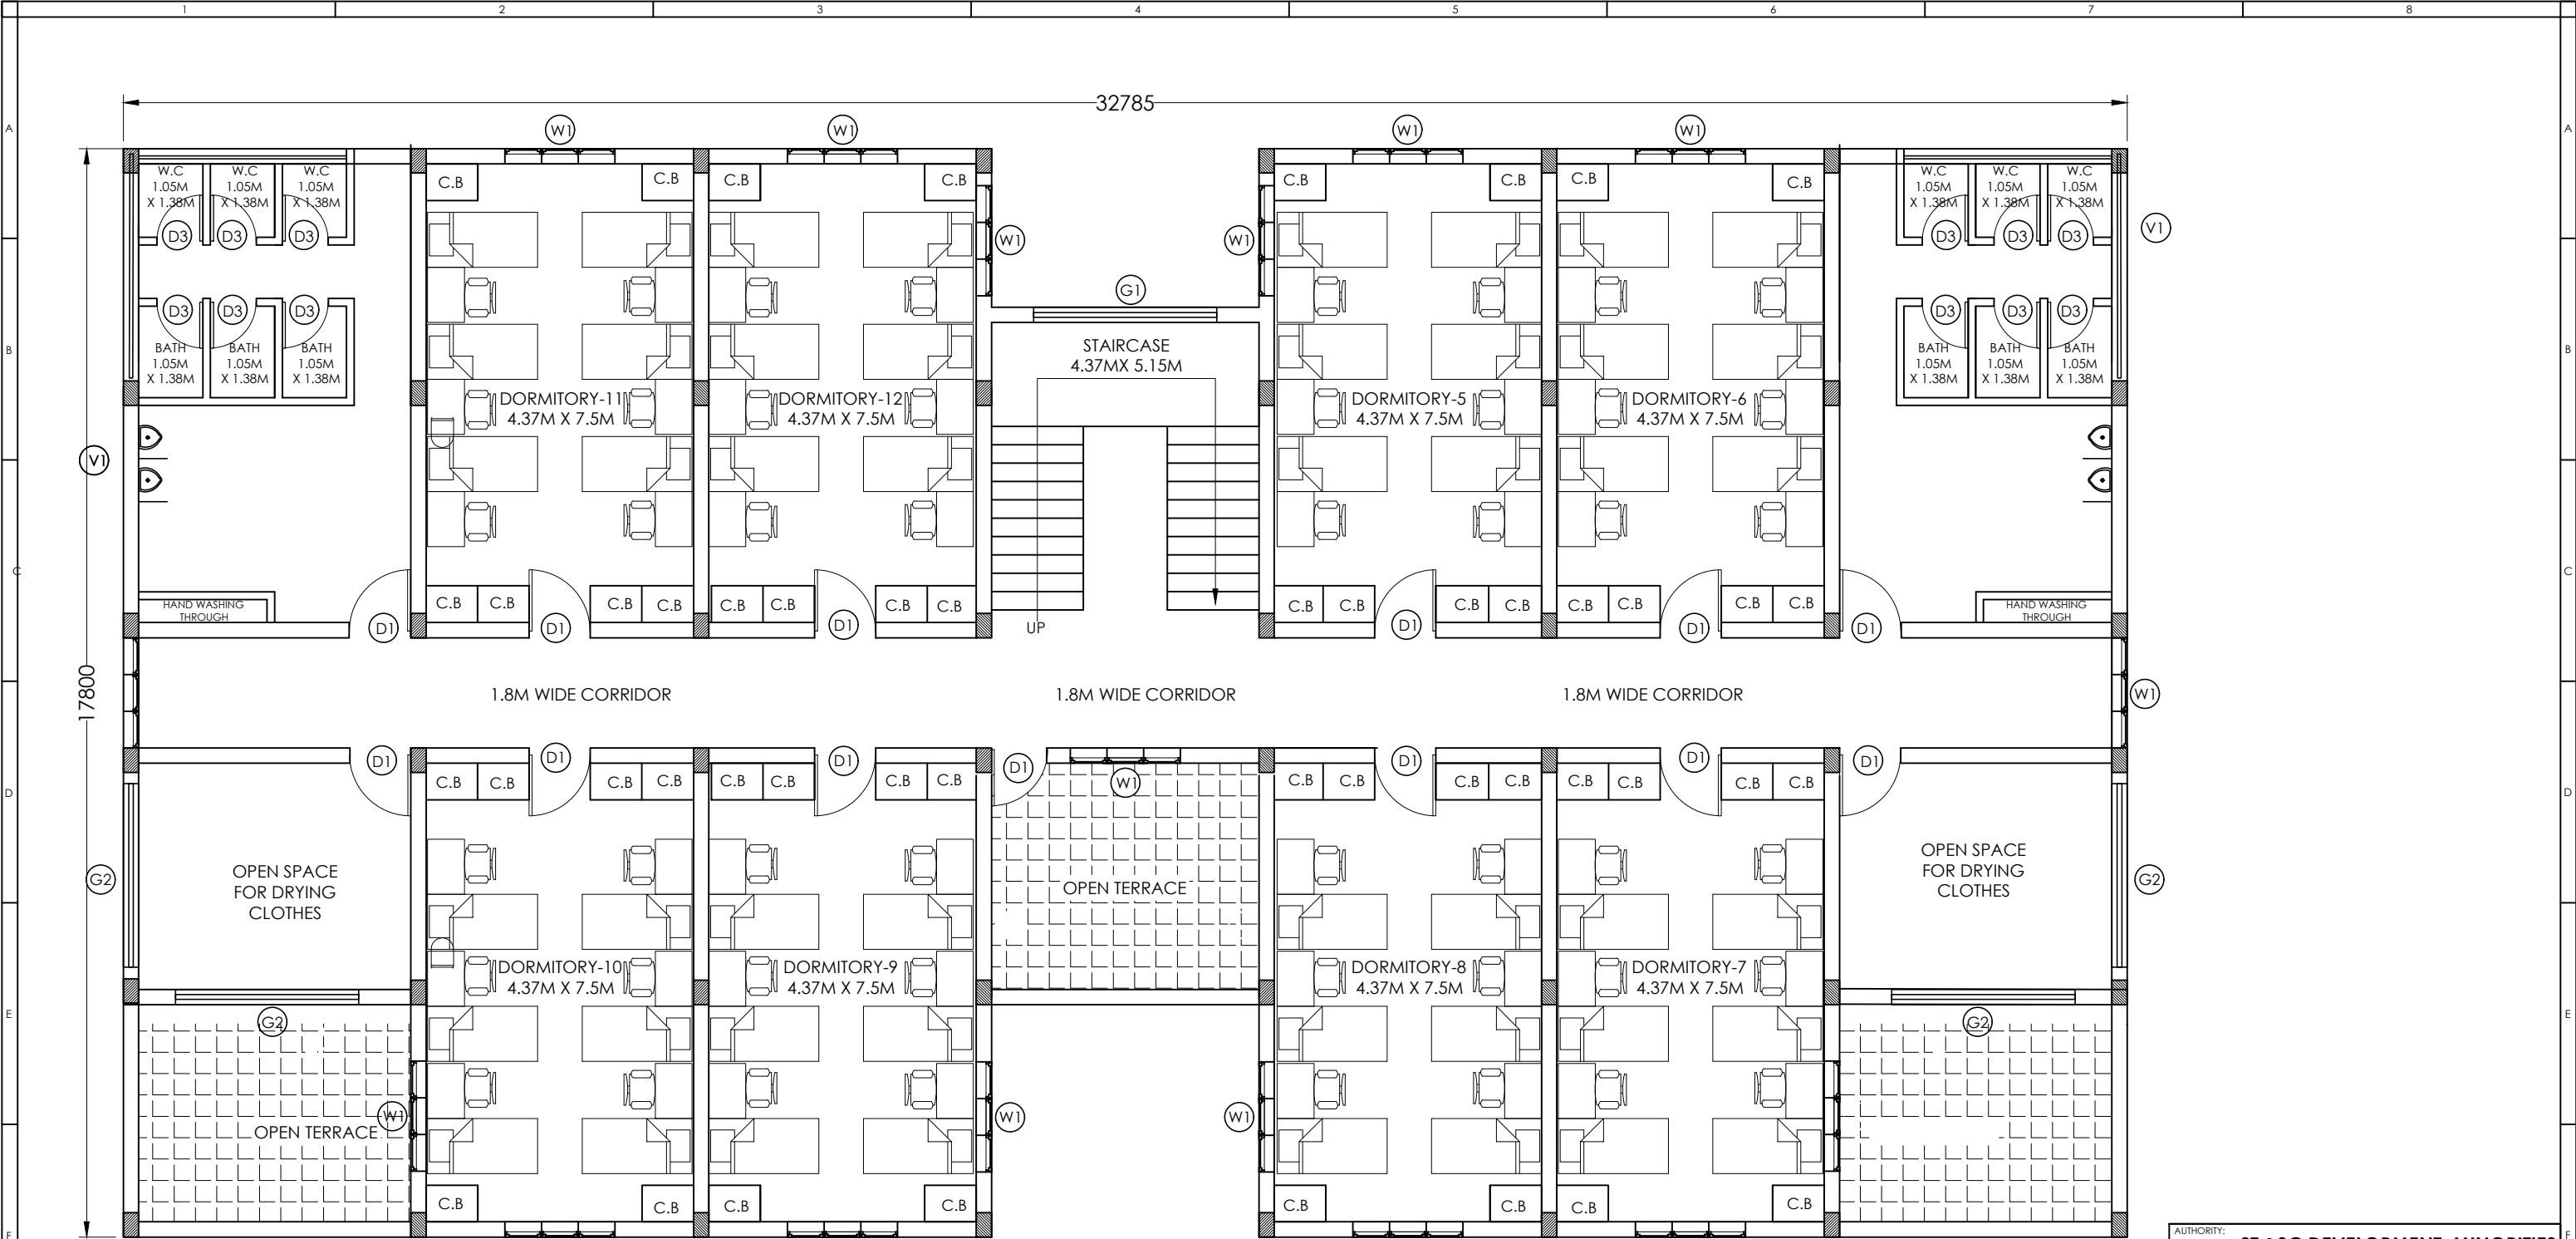 1 2 3 4 5 6 7 8
32785
A A
W1 W1 W1 W1
W.C W.C W.C
1.05M 1.05M 1.05M
X 1.38M X 1.38M X 1.38M
C.B C.B C.B C.B C.B C.B C.B C.B
W.C W.C W.C
1.05M 1.05M 1.05M
X 1.38M X 1.38M X 1.38M
D3 D3 D3 W1 W1 D3 D3 D3 V1
G1
D3 D3 D3 D3 D3 D3
B B
BATH BATH BATH
1.05M 1.05M 1.05M
X 1.38M X 1.38M X 1.38M
STAIRCASE
4.37MX 5.15M
BATH BATH BATH
1.05M 1.05M 1.05M
X 1.38M X 1.38M X 1.38M
DORMITORY-11
4.37M X 7.5M
DORMITORY-12
4.37M X 7.5M
DORMITORY-5
4.37M X 7.5M
DORMITORY-6
4.37M X 7.5M
V1
C C
HAND WASHING
THROUGH
C.B C.B C.B C.B C.B C.B C.B C.B C.B C.B C.B C.B C.B C.B C.B C.B
HAND WASHING
THROUGH
D1 D1 D1 UP D1 D1 D1
17800
1.8M WIDE CORRIDOR 1.8M WIDE CORRIDOR 1.8M WIDE CORRIDOR W1
D1 D1 D1 D1 D1 D1 D1
D D
C.B C.B C.B C.B C.B C.B C.B C.B W1 C.B C.B C.B C.B C.B C.B C.B C.B
G2
OPEN SPACE
FOR DRYING
CLOTHES
OPEN TERRACE
OPEN SPACE
FOR DRYING
CLOTHES
G2
DORMITORY-10
4.37M X 7.5M
DORMITORY-9
4.37M X 7.5M
DORMITORY-8
4.37M X 7.5M
DORMITORY-7
4.37M X 7.5M
E E
G2 G2
W1 W1 W1
OPEN TERRACE
C.B C.B C.B C.B C.B C.B C.B C.B
F F
AUTHORITY:
DEVELOPMENT, MINORITIES